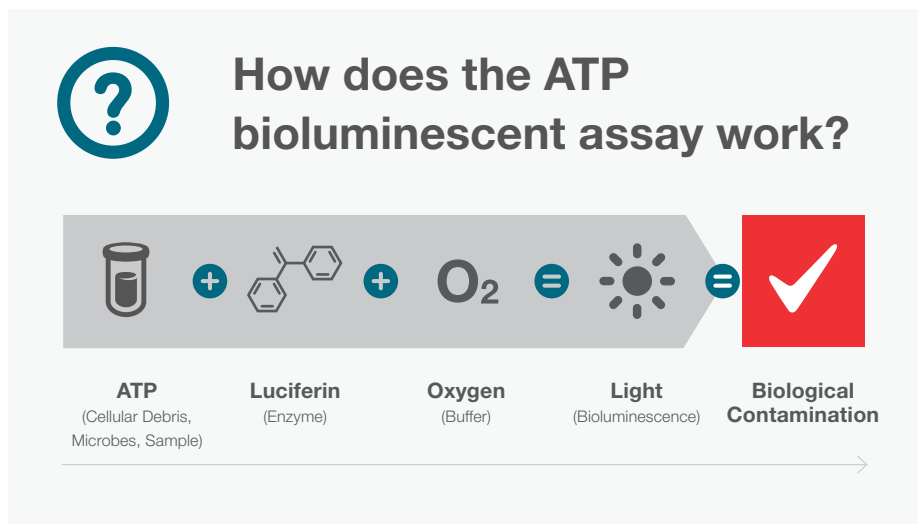 ?
How does the ATP
bioluminescent assay work?
+
+
O₂
=
=
ATP
(Cellular Debris,
Microbes, Sample)
Luciferin
(Enzyme)
Oxygen
(Buffer)
Light
(Bioluminescence)
Biological
Contamination